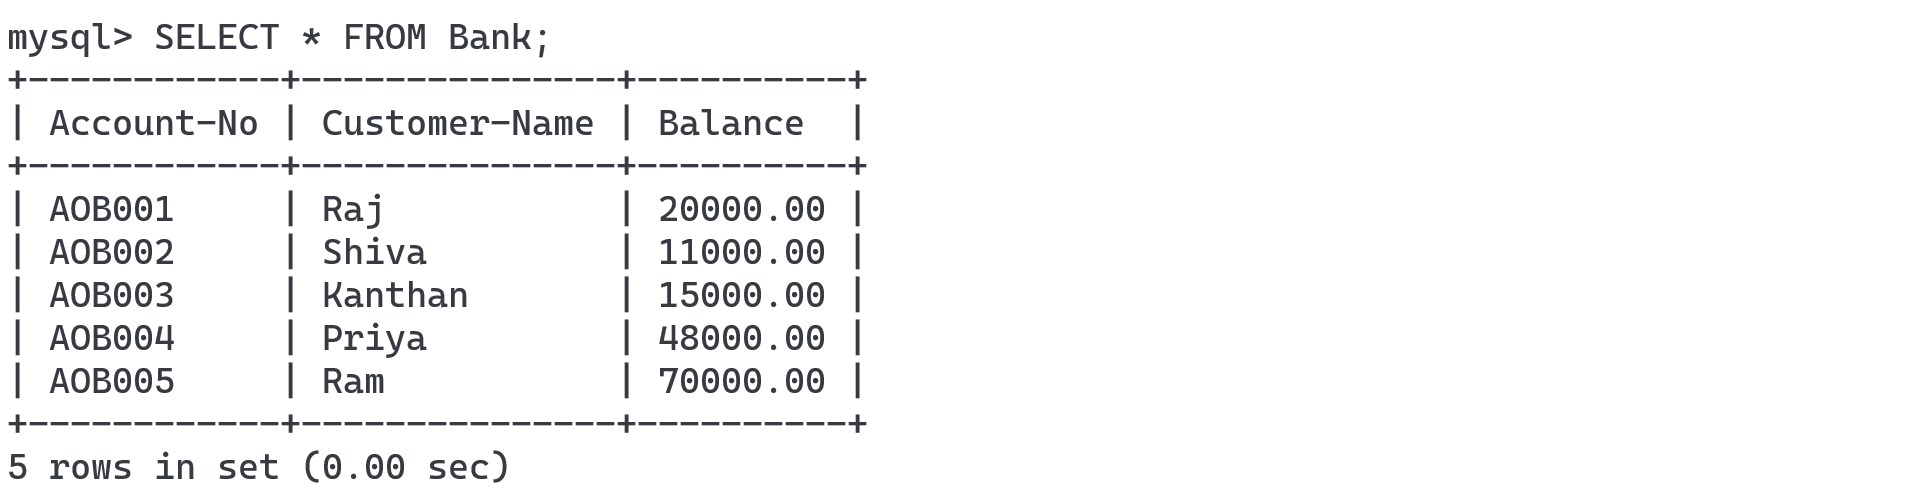 mysql> SELECT * FROM Bank;
+------------+---------------+----------+
| Account-No | Customer-Name | Balance  |
+------------+---------------+----------+
| AOB001     | Raj           | 20000.00 |
| AOB002     | Shiva         | 11000.00 |
| AOB003     | Kanthan       | 15000.00 |
| AOB004     | Priya         | 48000.00 |
| AOB005     | Ram           | 70000.00 |
+------------+---------------+----------+
5 rows in set (0.00 sec)